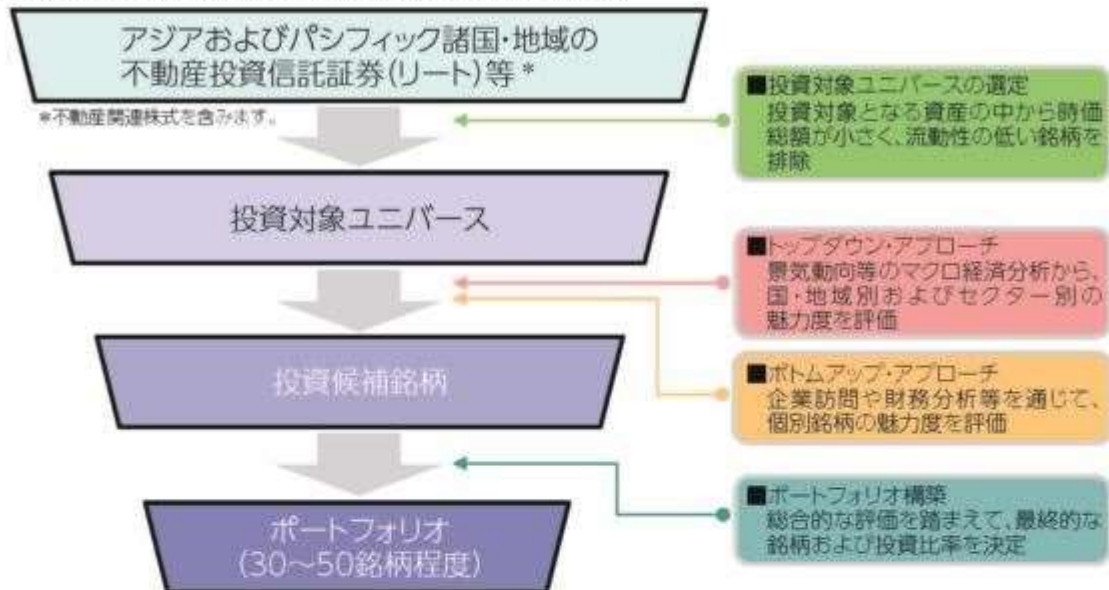 アジアおよびパシフィック諸国・地域の
不動産投資信託証券(リート)等*
*不動産関連株式を含みます。
■投資対象ユニバースの選定
投資対象となる資産の中から時価
総額が小さく、流動性の低い銘柄を
排除
投資対象ユニバース
■トップダウン・アプローチ
景気動向等のマクロ経済分析から、
国・地域別およびセクター別の
魅力度を評価
■ボトムアップ・アプローチ
企業訪問や財務分析等を通じて、
個別銘柄の魅力度を評価
投資候補銘柄
■ポートフォリオ構築
総合的な評価を踏まえて、最終的な
銘柄および投資比率を決定
ポートフォリオ
(30～50銘柄程度)